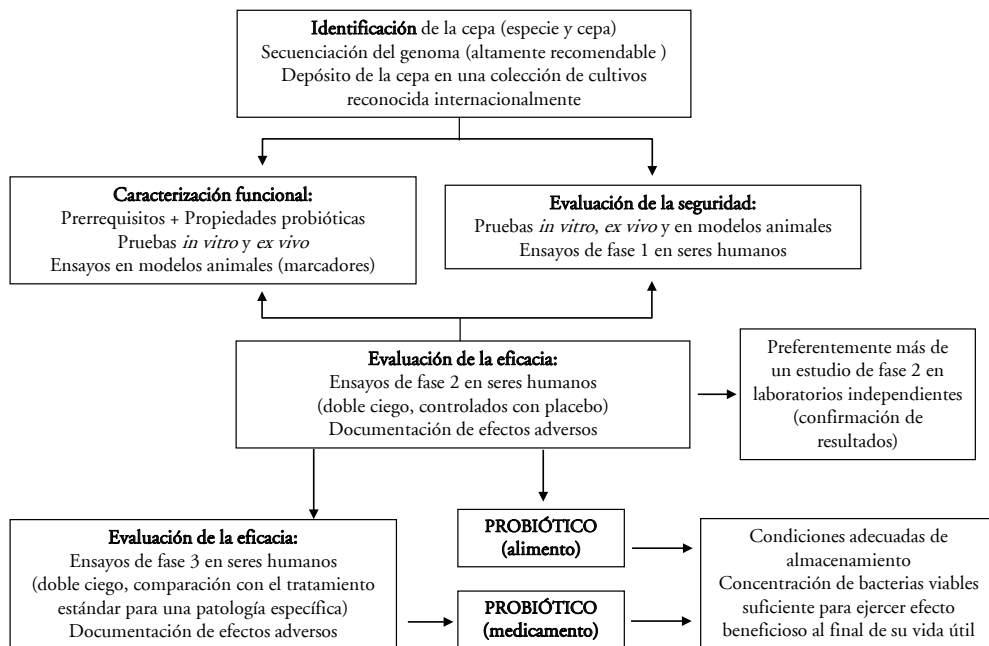 Identificación de la cepa (especie y cepa)
Secuenciación del genoma (altamente recomendable )
Depósito de la cepa en una colección de cultivos
reconocida internacionalmente
Caracterización funcional:
Prerrequisitos + Propiedades probióticas
Pruebas in vitro y ex vivo
Ensayos en modelos animales (marcadores)
Evaluación de la seguridad:
Pruebas in vitro, ex vivo y en modelos animales
Ensayos de fase 1 en seres humanos
Evaluación de la eficacia:
Ensayos de fase 2 en seres humanos
(doble ciego, controlados con placebo)
Documentación de efectos adversos
Preferentemente más de
un estudio de fase 2 en
laboratorios independientes
(confirmación de
resultados)
Evaluación de la eficacia:
Ensayos de fase 3 en seres humanos
(doble ciego, comparación con el tratamiento
estándar para una patología específica)
Documentación de efectos adversos
PROBIÓTICO
(alimento)
PROBIÓTICO
(medicamento)
Condiciones adecuadas de
almacenamiento
Concentración de bacterias viables
suficiente para ejercer efecto
beneficioso al final de su vida útil